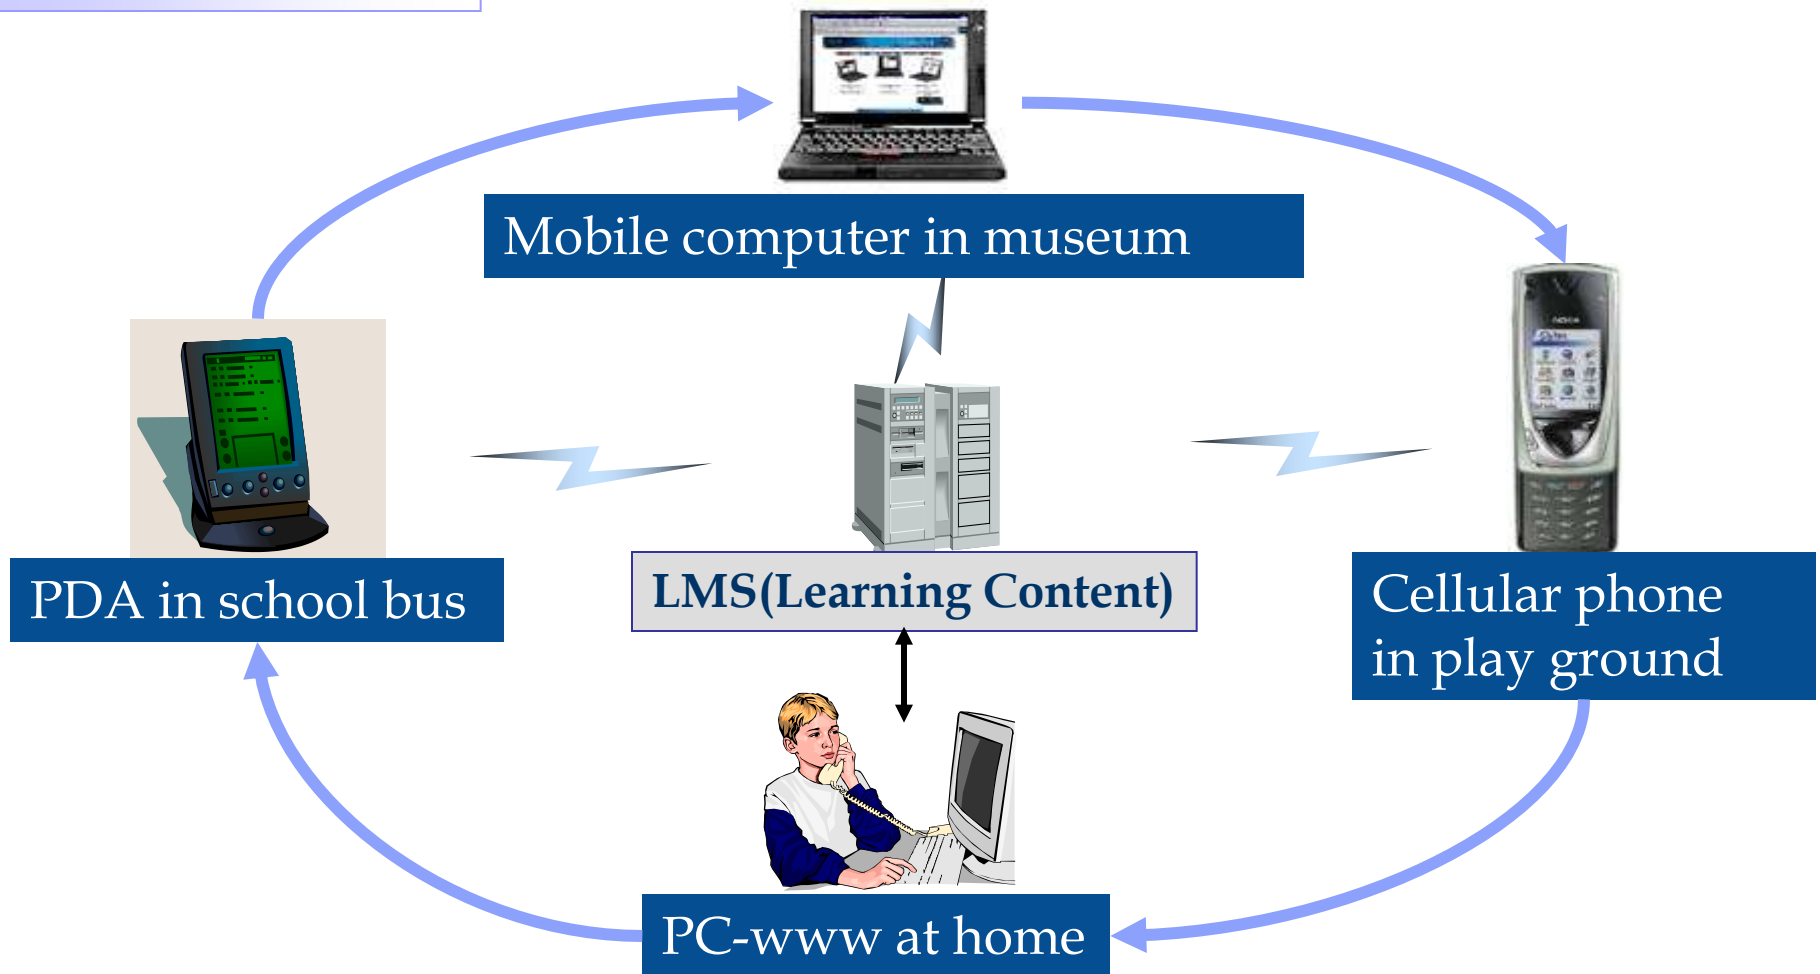 Mobile computer in museum
NOKIA
PDA in school bus
LMS(Learning Content)
Cellular phone
in play ground
PC-www at home